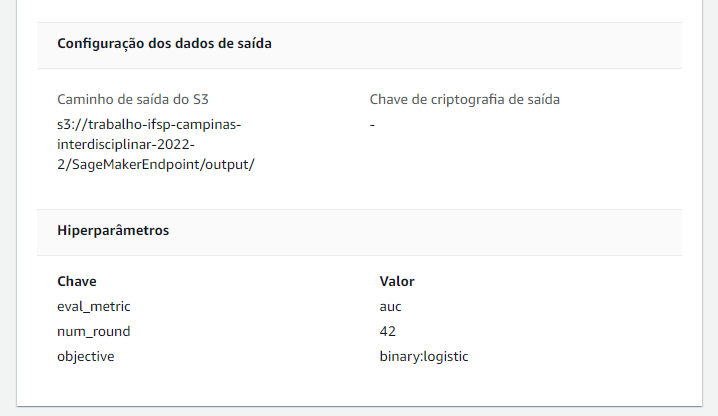 Configuração dos dados de saída
Caminho de saída do S3
s3://trabalho-ifsp-campinas-
interdisciplinar-2022-
2/SageMakerEndpoint/output/
Chave de criptografia de saída
-
Hiperparâmetros
Chave Valor
eval_metric auc
num_round 42
objective binary:logistic